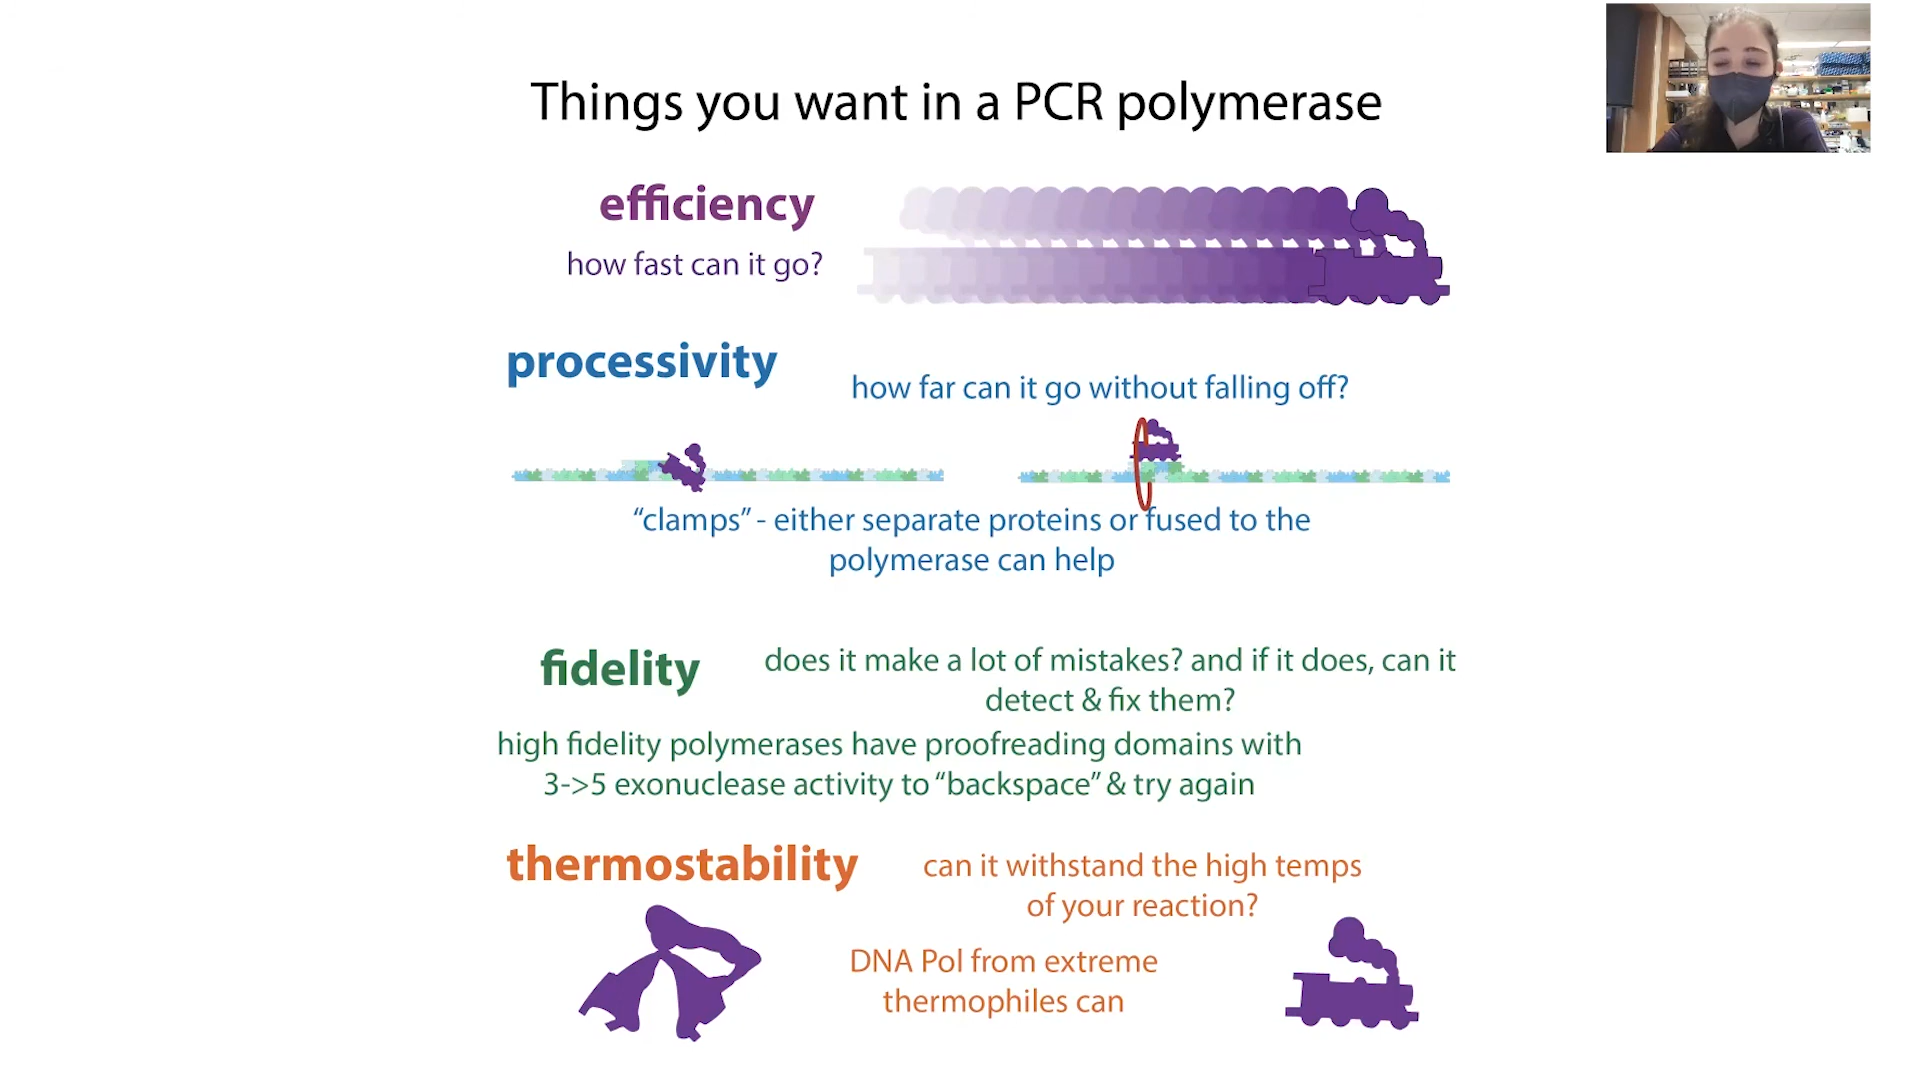 Things you want in a PCR polymerase
efficiency
how fast can it go?
processivity
how far can it go without falling off?
“clamps” - either separate proteins or fused to the
polymerase can help
fidelity
does it make a lot of mistakes? and if it does, can it
detect & fix them?
high fidelity polymerases have proofreading domains with
3->5 exonuclease activity to “backspace” & try again
thermostability
can it withstand the high temps
of your reaction?
DNA Pol from extreme
thermophiles can